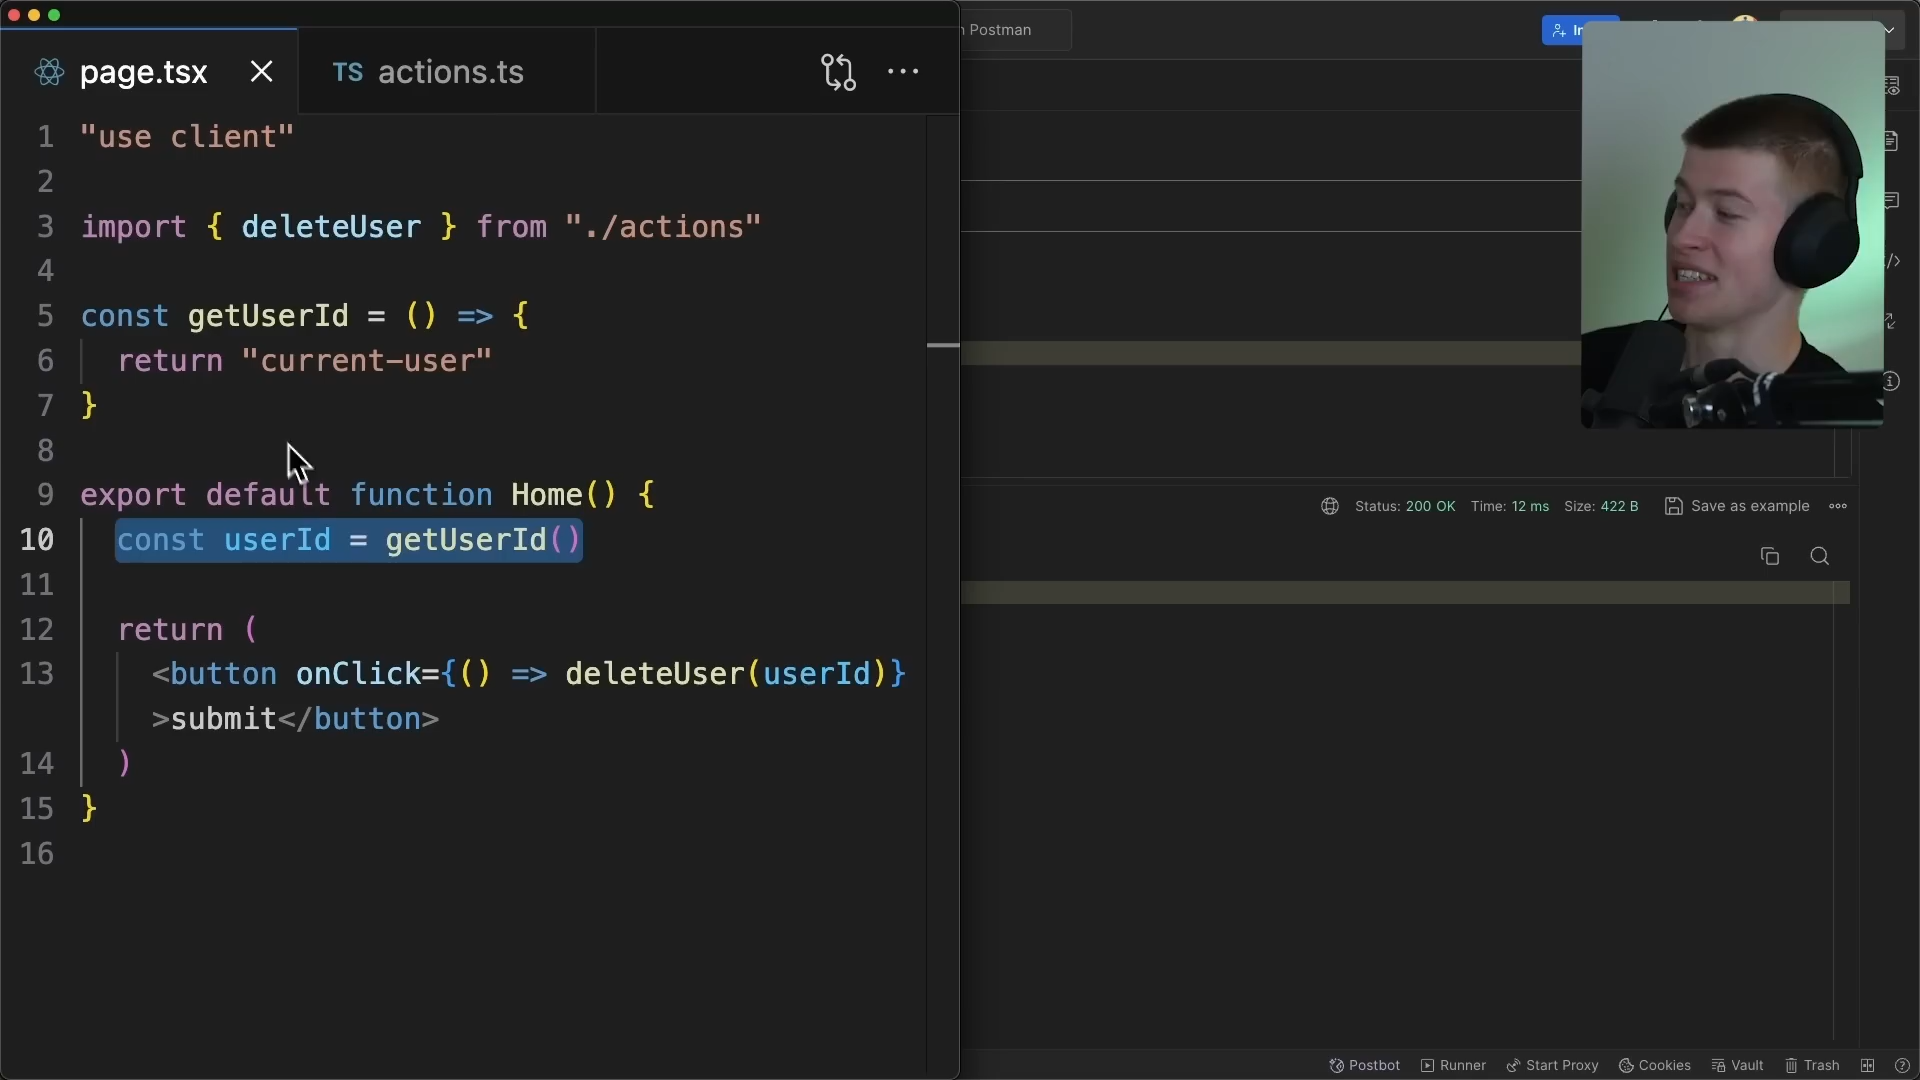 page.tsx
TS actions.ts
1 "use client"
2
3 import { deleteUser } from "./actions"
4
5 const getUserId = () => {
6 return "current-user"
7 }
8
9 export default function Home() {
10 const userId = getUserId()
11
12 return (
13 <button onClick={() => deleteUser(userId)}
>submit</button>
14 )
15 }
16
Postman
Status: 200 OK Time: 12 ms Size: 422 B Save as example
Postbot Runner Start Proxy Cookies Vault Trash